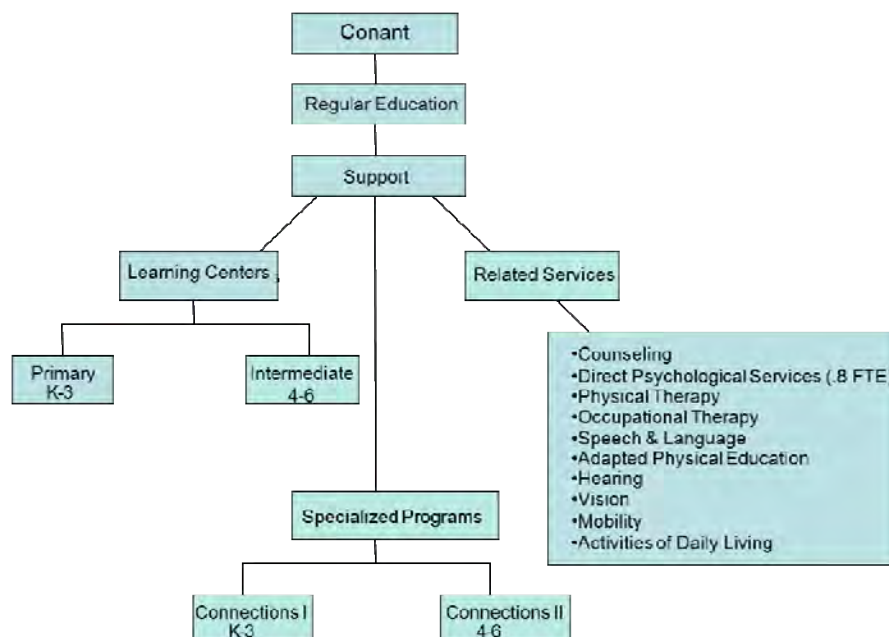 Conant
Regular Education
Support
Learning Centers
Related Services
Primary
K-3
Intermediate
4-6
•Counseling
•Direct Psychological Services (.8 FTE
•Physical Therapy
•Occupational Therapy
•Speech & Language
•Adapted Physical Education
•Hearing
•Vision
•Mobility
•Activities of Daily Living
Specialized Programs
Connections I
K-3
Connections II
4-6